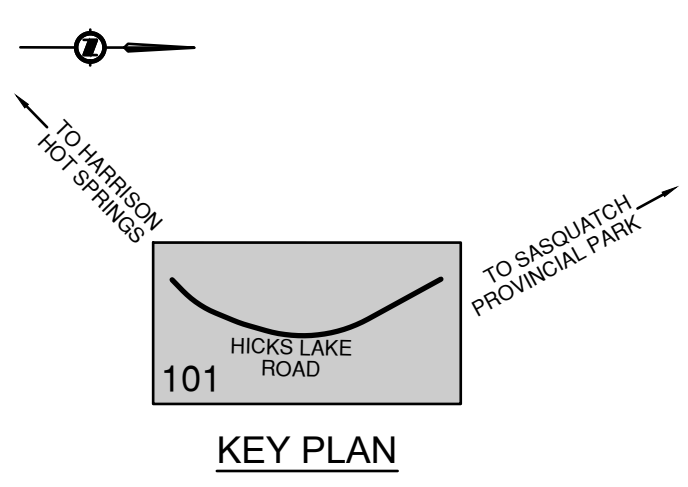 N
TO HARRISON
HOT SPRINGS
TO SASQUATCH
PROVINCIAL PARK
HICKS LAKE
ROAD
101
KEY PLAN